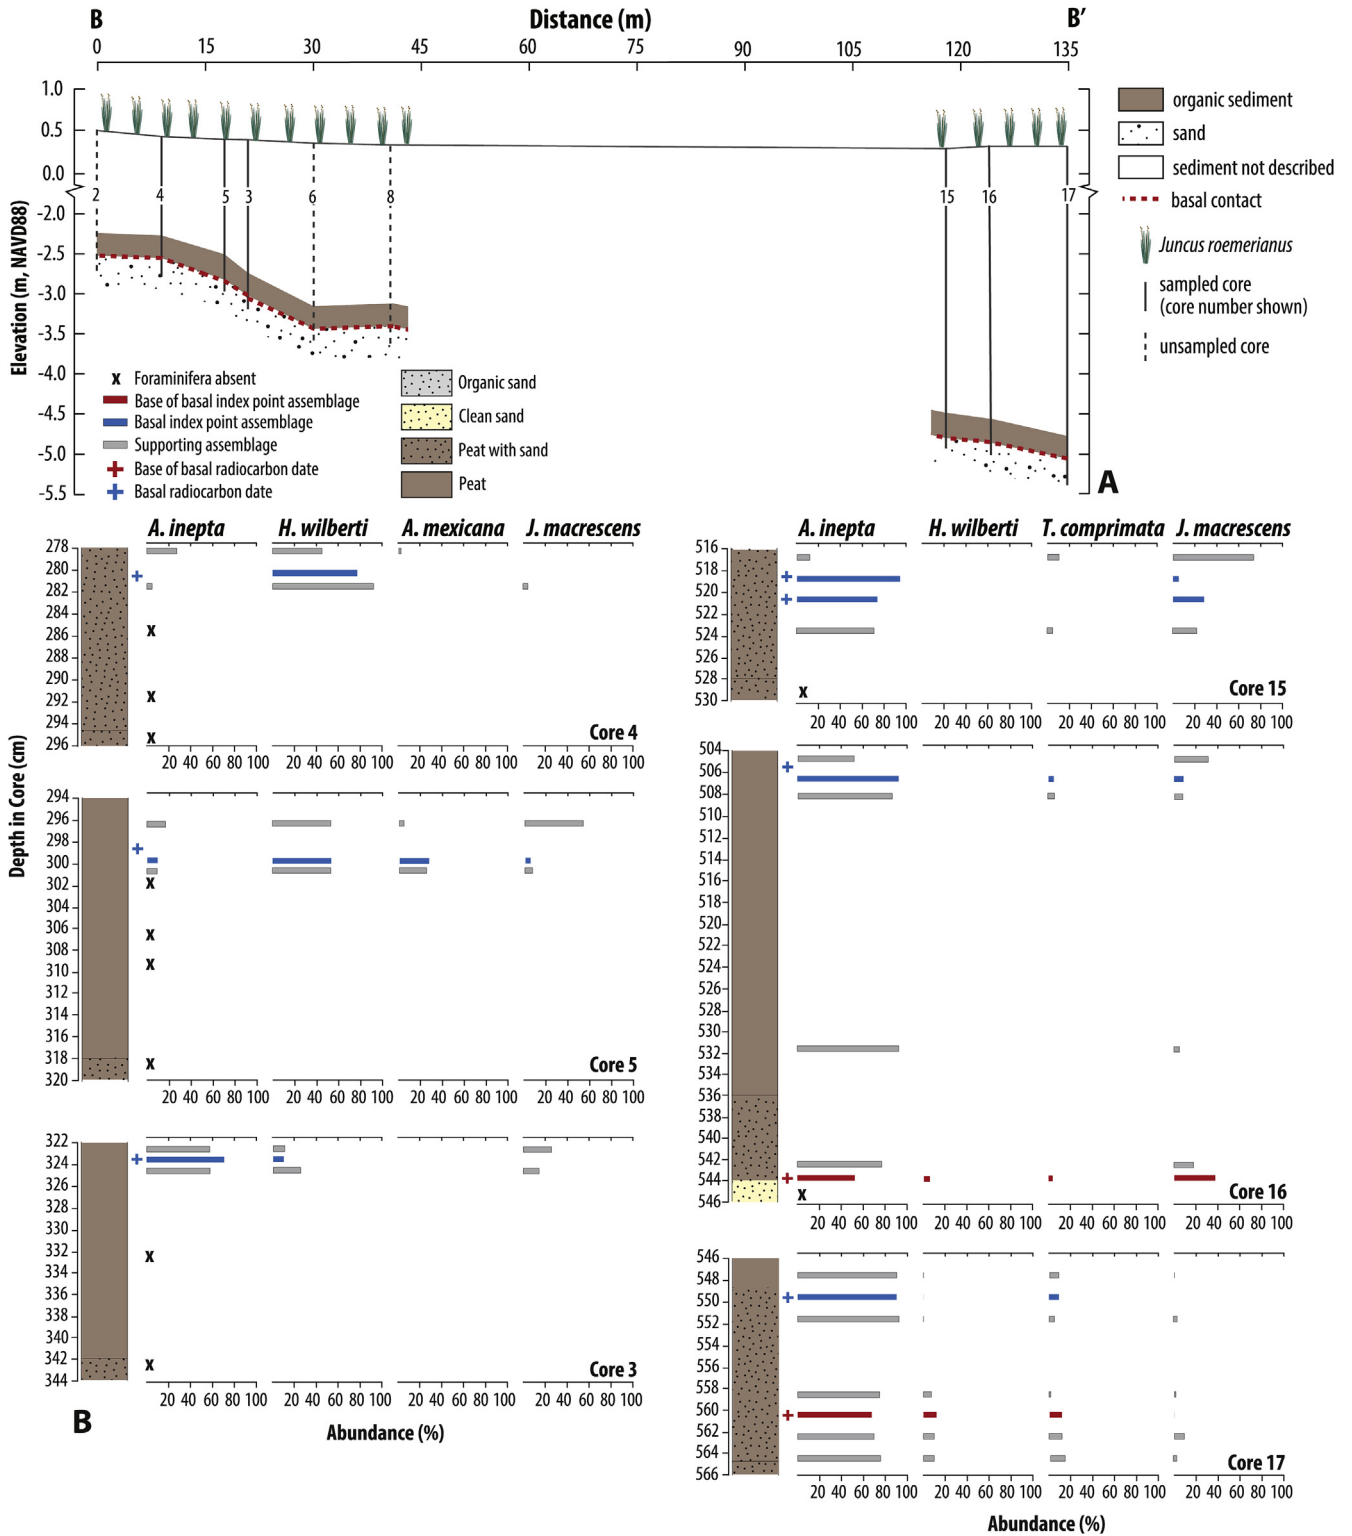 B Distance (m) B′
0 15 30 45 60 75 90 105 120 135
Elevation (m, NAVD88)
1.0
0.5
0.0
-2.0
-2.5
-3.0
-3.5
-4.0
-4.5
-5.0
-5.5
2 4 5 3 6 8 15 16 17
organic sediment
sand
sediment not described
basal contact
Juncus roemerianus
sampled core
(core number shown)
unsampled core
A
x Foraminifera absent
Base of basal index point assemblage
Basal index point assemblage
Supporting assemblage
Base of basal radiocarbon date
Basal radiocarbon date
Organic sand
Clean sand
Peat with sand
Peat
Depth in Core (cm)
A. inepta H. wilberti A. mexicana J. macrescens
278
280
282
284
286
288
290
292
294
296
x
x
x
Core 4
20 40 60 80 100 20 40 60 80 100 20 40 60 80 100 20 40 60 80 100
294
296
298
300
302
304
306
308
310
312
314
316
318
320
x
x
x
x
Core 5
20 40 60 80 100 20 40 60 80 100 20 40 60 80 100 20 40 60 80 100
322
324
326
328
330
332
334
336
338
340
342
344
x
x
Core 3
20 40 60 80 100 20 40 60 80 100 20 40 60 80 100 20 40 60 80 100
B
Abundance (%)
A. inepta H. wilberti T. comprimata J. macrescens
516
518
520
522
524
526
528
530
x
Core 15
20 40 60 80 100 20 40 60 80 100 20 40 60 80 100 20 40 60 80 100
504
506
508
510
512
514
516
518
520
522
524
526
528
530
532
534
536
538
540
542
544
546
x
Core 16
20 40 60 80 100 20 40 60 80 100 20 40 60 80 100 20 40 60 80 100
546
548
550
552
554
556
558
560
562
564
566
Core 17
20 40 60 80 100 20 40 60 80 100 20 40 60 80 100 20 40 60 80 100
Abundance (%)